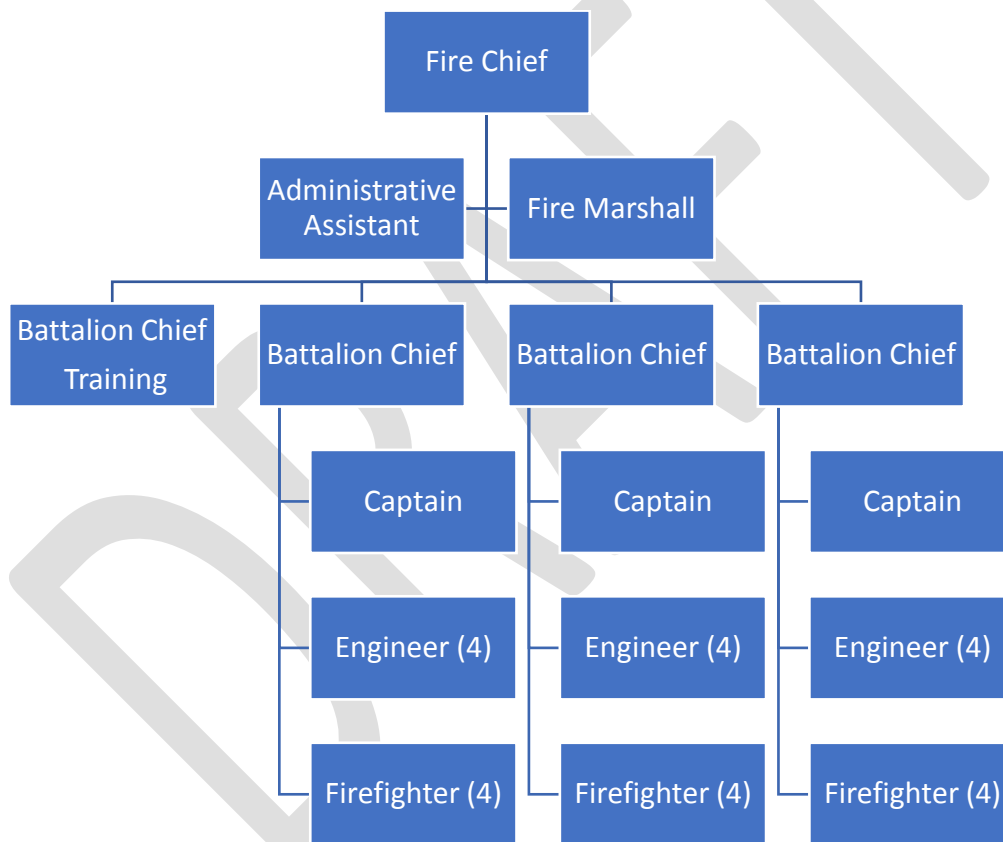 Fire Chief
Administrative
Assistant
Fire Marshall
Battalion Chief
Training
Battalion Chief
Battalion Chief
Battalion Chief
Captain
Captain
Captain
Engineer (4)
Engineer (4)
Engineer (4)
Firefighter (4)
Firefighter (4)
Firefighter (4)
DRAFT